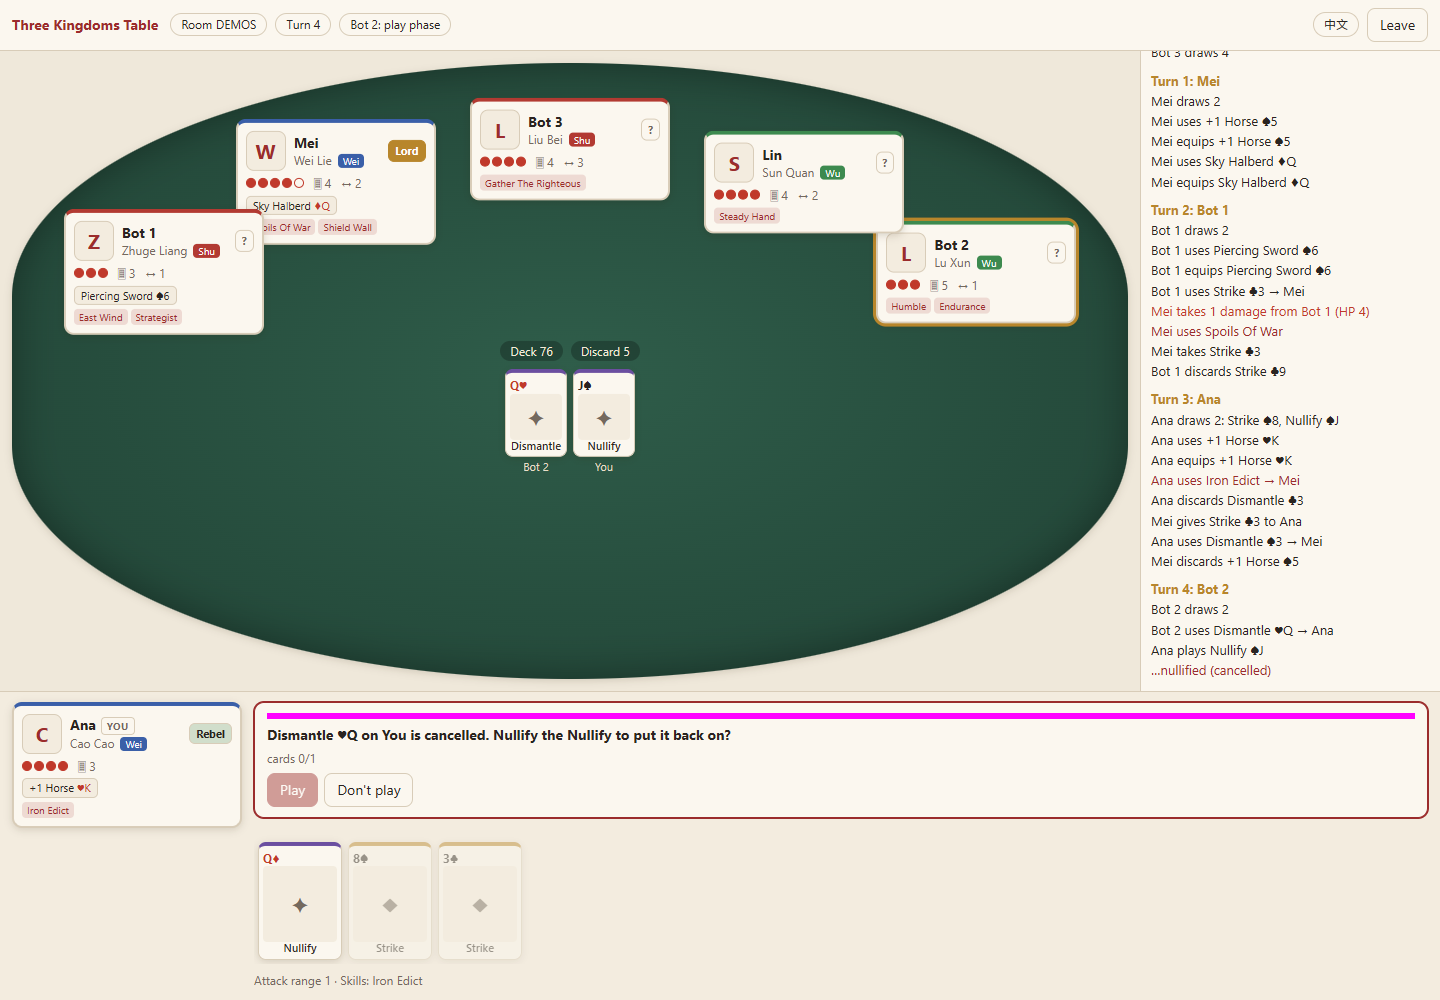 Three Kingdoms Table
Room DEMOS
Turn 4
Bot 2: play phase
中文
Leave
W
Mei
Wei Lie Wei
Lord
4 ↔ 2
Sky Halberd ♦Q
Spoils Of War Shield Wall
L
Bot 3
Liu Bei Shu
?
4 ↔ 3
Gather The Righteous
S
Lin
Sun Quan Wu
?
4 ↔ 2
Steady Hand
Z
Bot 1
Zhuge Liang Shu
?
3 ↔ 1
Piercing Sword ♠6
East Wind Strategist
L
Bot 2
Lu Xun Wu
?
5 ↔ 1
Humble Endurance
Deck 76 Discard 5
Q♥
Dismantle
Bot 2
J♠
Nullify
You
Bot 3 draws 4
Turn 1: Mei
Mei draws 2
Mei uses +1 Horse ♠5
Mei equips +1 Horse ♠5
Mei uses Sky Halberd ♦Q
Mei equips Sky Halberd ♦Q
Turn 2: Bot 1
Bot 1 draws 2
Bot 1 uses Piercing Sword ♠6
Bot 1 equips Piercing Sword ♠6
Bot 1 uses Strike ♣3 → Mei
Mei takes 1 damage from Bot 1 (HP 4)
Mei uses Spoils Of War
Mei takes Strike ♣3
Bot 1 discards Strike ♣9
Turn 3: Ana
Ana draws 2: Strike ♠8, Nullify ♠J
Ana uses +1 Horse ♥K
Ana equips +1 Horse ♥K
Ana uses Iron Edict → Mei
Ana discards Dismantle ♣3
Mei gives Strike ♣3 to Ana
Ana uses Dismantle ♠3 → Mei
Mei discards +1 Horse ♠5
Turn 4: Bot 2
Bot 2 draws 2
Bot 2 uses Dismantle ♥Q → Ana
Ana plays Nullify ♠J
...nullified (cancelled)
C
Ana YOU
Cao Cao Wei
Rebel
3
+1 Horse ♥K
Iron Edict
Dismantle ♥Q on You is cancelled. Nullify the Nullify to put it back on?
cards 0/1
Play Don't play
Q♦
Nullify
8♠
Strike
3♣
Strike
Attack range 1 · Skills: Iron Edict